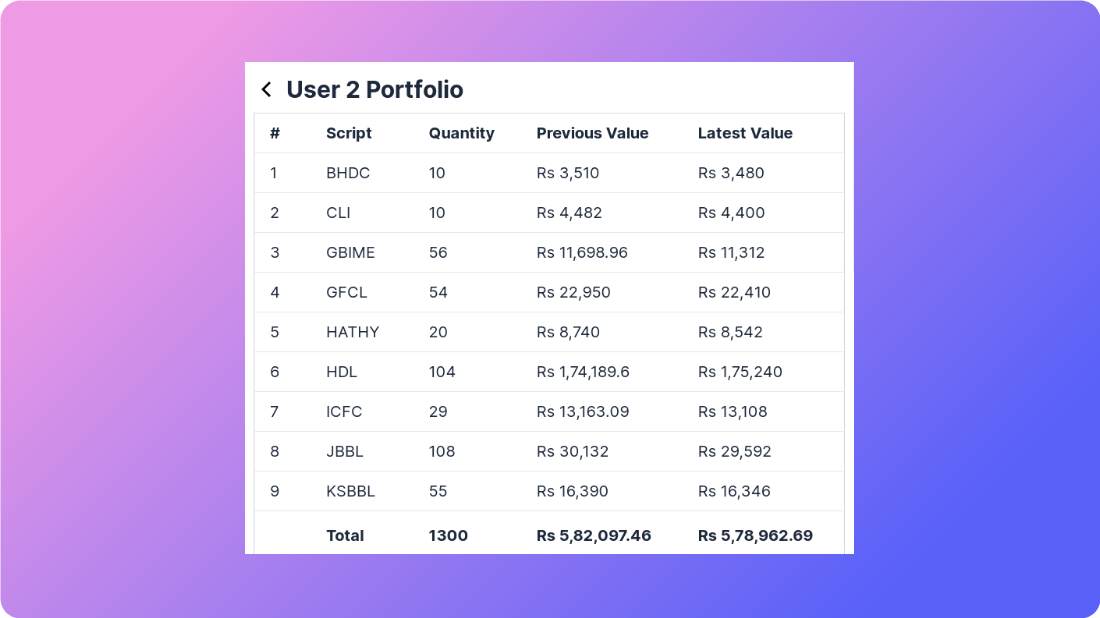 User 2 Portfolio
# Script Quantity Previous Value Latest Value
1 BHDC 10 Rs 3,510 Rs 3,480
2 CLI 10 Rs 4,482 Rs 4,400
3 GBIME 56 Rs 11,698.96 Rs 11,312
4 GFCL 54 Rs 22,950 Rs 22,410
5 HATHY 20 Rs 8,740 Rs 8,542
6 HDL 104 Rs 1,74,189.6 Rs 1,75,240
7 ICFC 29 Rs 13,163.09 Rs 13,108
8 JBBL 108 Rs 30,132 Rs 29,592
9 KSBBL 55 Rs 16,390 Rs 16,346
Total 1300 Rs 5,82,097.46 Rs 5,78,962.69